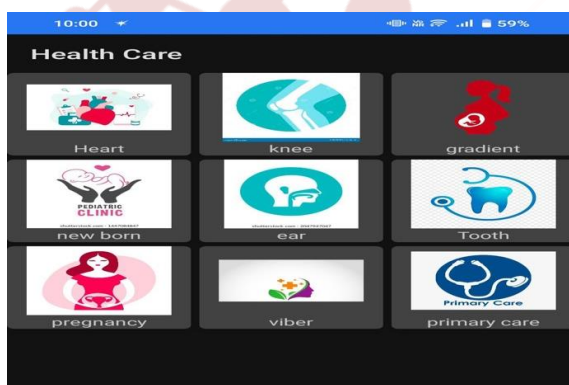 10:00 59%
Health Care
Heart knee gradient
PEDIATRIC
CLINIC
new born ear Tooth
Primary Care
pregnancy viber primary care